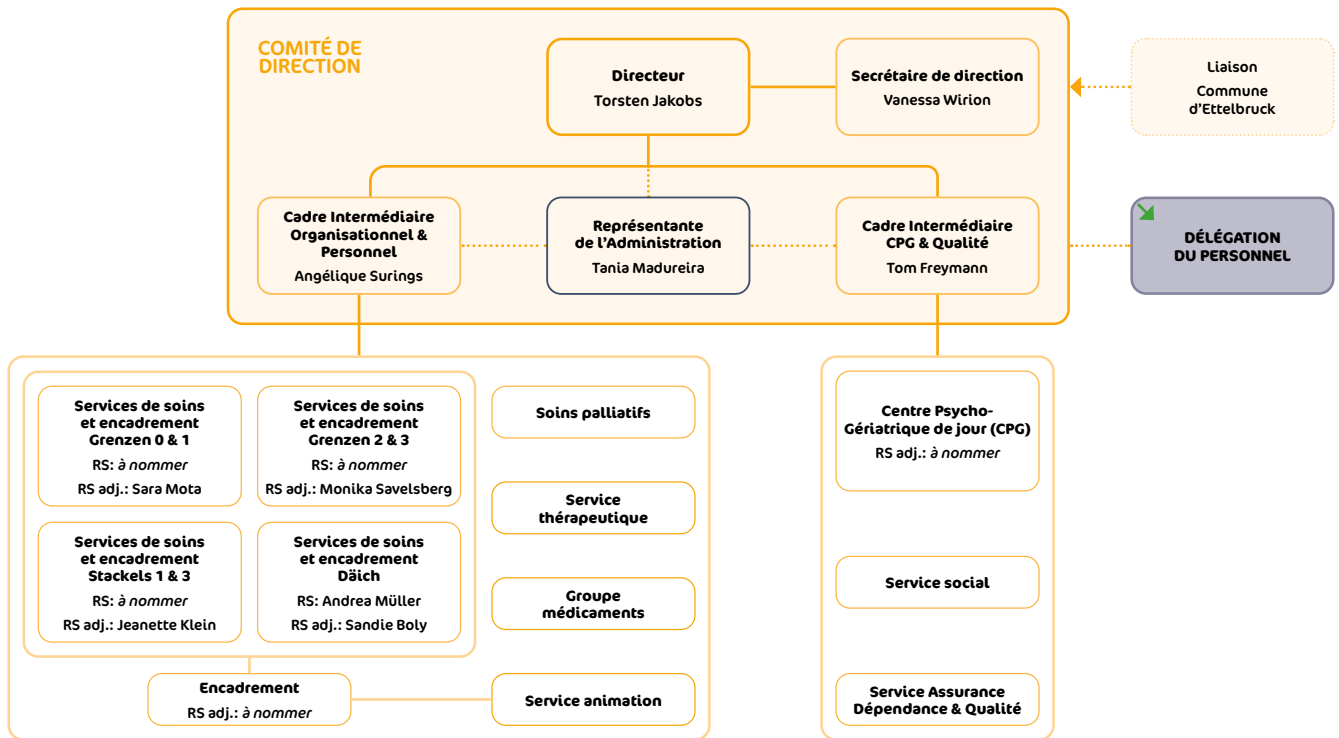 COMITÉ DE
DIRECTION
Directeur
Torsten Jakobs
Secrétaire de direction
Vanessa Wirion
Liaison
Commune
d'Ettelbruck
Cadre Intermédiaire
Organisationnel &
Personnel
Angélique Surings
Représentante
de l'Administration
Tania Madureira
Cadre Intermédiaire
CPG & Qualité
Tom Freymann
DÉLÉGATION
DU PERSONNEL
Services de soins
et encadrement
Grenzen 0 & 1
RS: à nommer
RS adj.: Sara Mota
Services de soins
et encadrement
Grenzen 2 & 3
RS: à nommer
RS adj.: Monika Savelsberg
Services de soins
et encadrement
Stackels 1 & 3
RS: à nommer
RS adj.: Jeanette Klein
Services de soins
et encadrement
Däich
RS: Andrea Müller
RS adj.: Sandie Boly
Encadrement
RS adj.: à nommer
Soins palliatifs
Service
thérapeutique
Groupe
médicaments
Service animation
Centre Psycho-
Gériatrique de jour (CPG)
RS adj.: à nommer
Service social
Service Assurance
Dépendance & Qualité